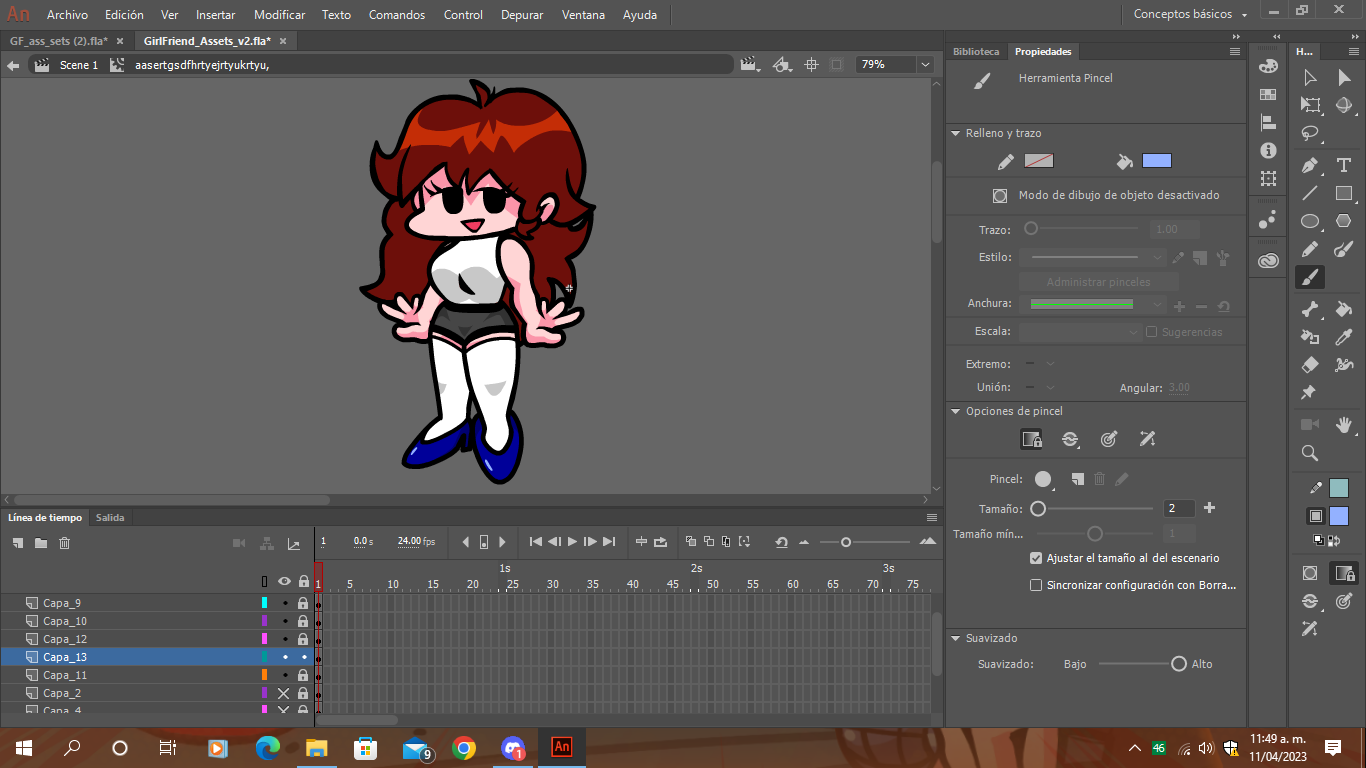 An Archivo Edición Ver Insertar Modificar Texto Comandos Control Depurar Ventana Ayuda Conceptos básicos
GF_ass_sets (2).fla* × GirlFriend_Assets_v2.fla* ×
Scene 1 aasertgsdfhrtyejrtyukrtyu, 79%
Biblioteca Propiedades H...
Herramienta Pincel
Relleno y trazo
Modo de dibujo de objeto desactivado
Trazo: 1.00
Estilo:
Administrar pinceles
Anchura:
Escala: Sugerencias
Extremo:
Unión: Angular: 3.00
Opciones de pincel
Pincel:
Tamaño: 2
Tamaño mín... 1
Ajustar el tamaño al del escenario
Sincronizar configuración con Borra...
Suavizado
Suavizado: Bajo Alto
Línea de tiempo Salida
1 0.0 s 24.00 fps
1s 2s 3s
1 5 10 15 20 25 30 35 40 45 50 55 60 65 70 75
Capa_9
Capa_10
Capa_12
Capa_13
Capa_11
Capa_2
Capa_4
9 1 An 46 11:49 a. m.
11/04/2023